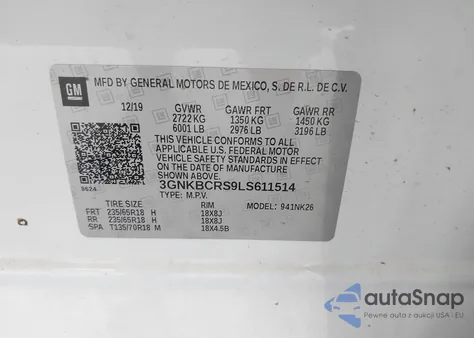 GM
MFD BY GENERAL MOTORS DE MEXICO, S. DE R.L. DE C.V.
12/19 GVWR GAWR FRT GAWR RR
2722 KG 1350 KG 1450 KG
6001 LB 2976 LB 3196 LB
THIS VEHICLE CONFORMS TO ALL
APPLICABLE U.S. FEDERAL MOTOR
VEHICLE SAFETY STANDARDS IN EFFECT
ON THE DATE OF MANUFACTURE SHOWN
ABOVE.
8624 3GNKBCRS9LS611514
TYPE: M.P.V.
TIRE SIZE RIM MODEL: 941NK26
FRT 235/65R18 H 18X8J
RR 235/65R18 H 18X8J
SPA T135/70R18 M 18X4.5B
autoSnap
Pewne auta z aukcji USA i EU